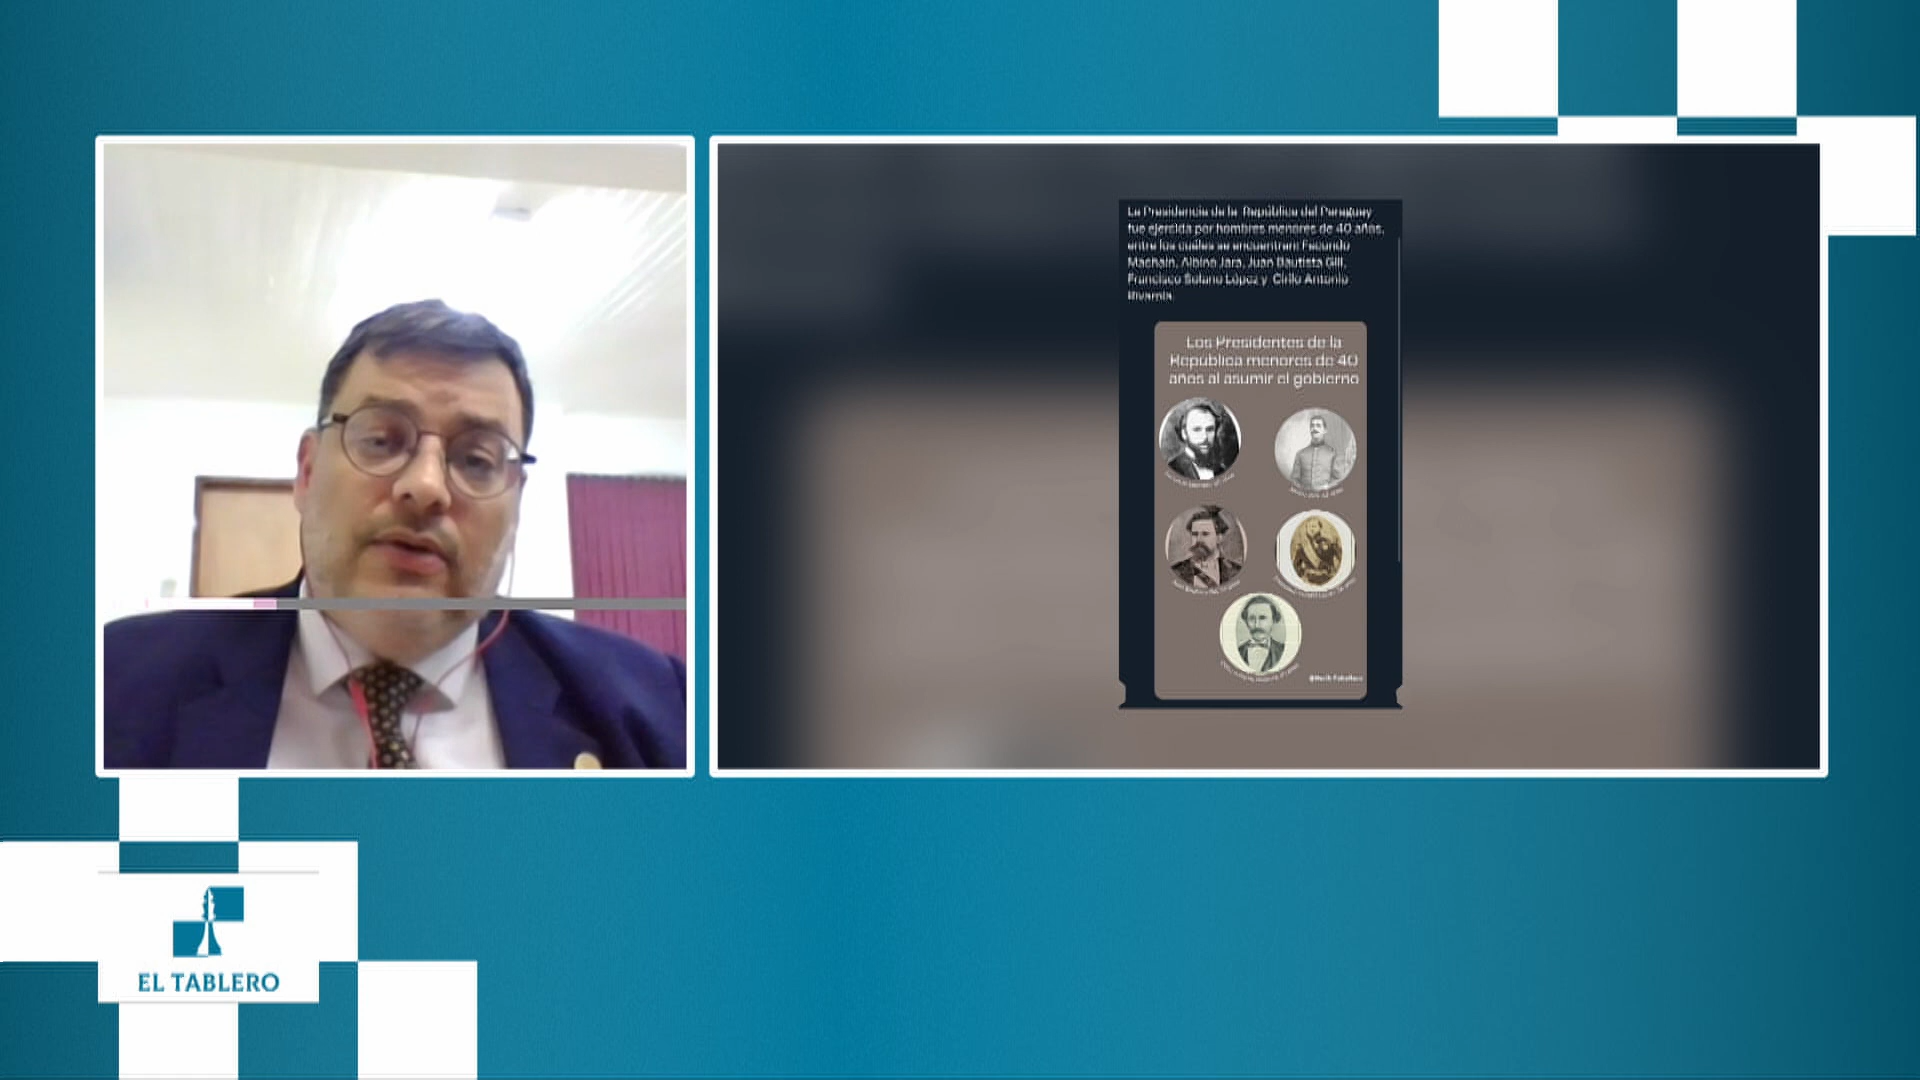 La Presidencia de la República del Paraguay
fue ejercida por hombres menores de 40 años,
entre los cuáles se encuentran: Facundo
Machain, Albino Jara, Juan Bautista Gill,
Francisco Solano López y Cirilo Antonio
Rivarola
Los Presidentes de la
República menores de 40
años al asumir el gobierno
EL TABLERO